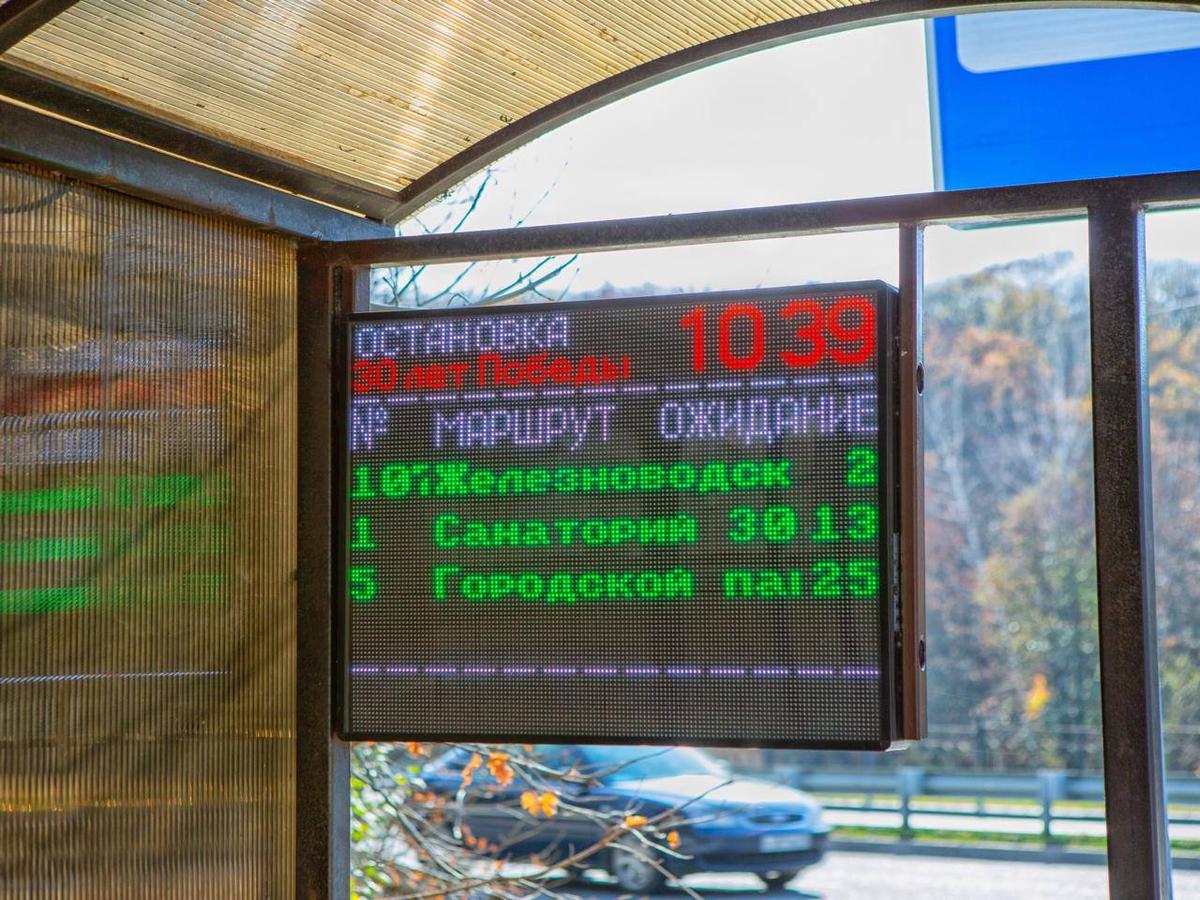 ОСТАНОВКА 10 39
30 лет Победы
№ МАРШРУТ ОЖИДАНИЕ
107 Железноводск 2
1 Санаторий 30 13
5 Городской 25